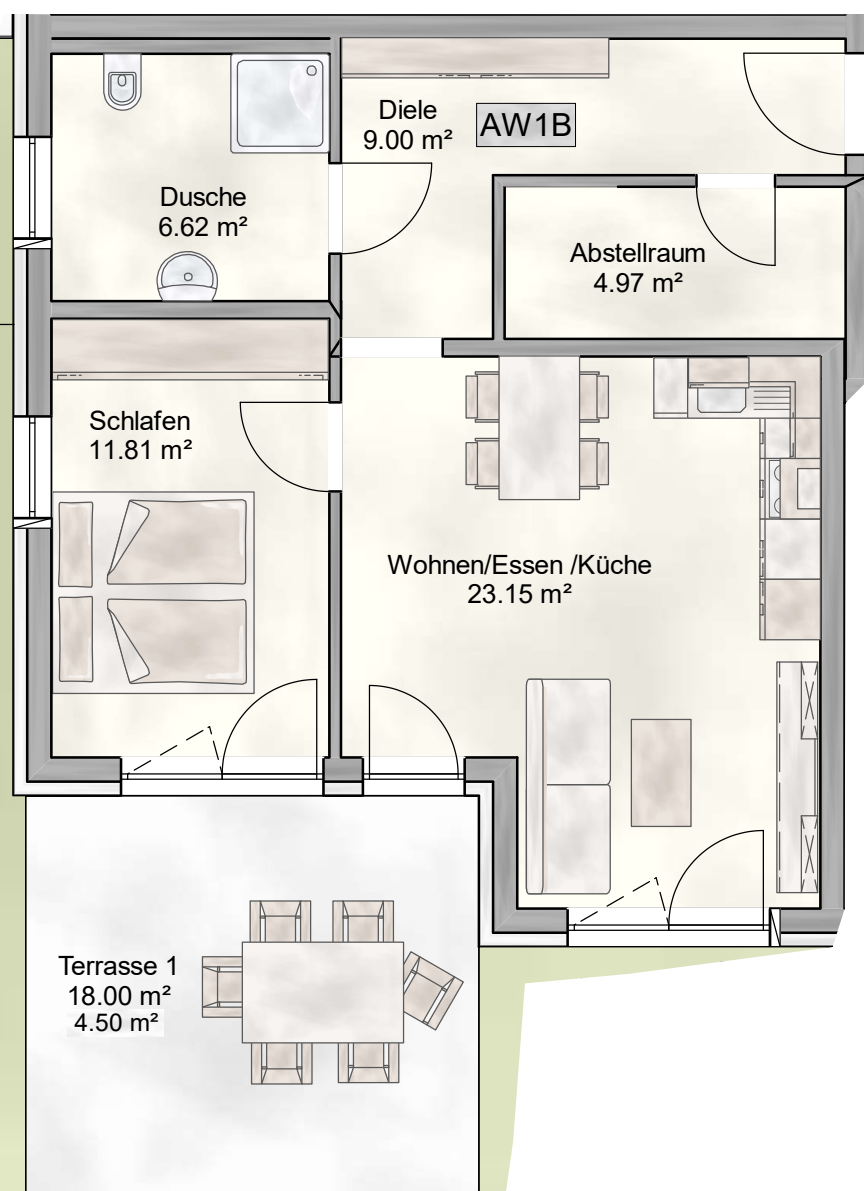 Diele
9.00 m²
AW1B
Dusche
6.62 m²
Abstellraum
4.97 m²
Schlafen
11.81 m²
Wohnen/Essen /Küche
23.15 m²
Terrasse 1
18.00 m²
4.50 m²